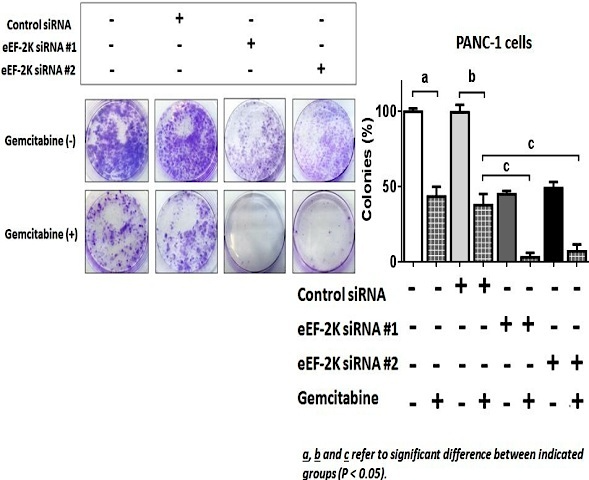 Control siRNA - + - -
eEF-2K siRNA #1 - - + -
eEF-2K siRNA #2 - - - +
Gemcitabine (-)
Gemcitabine (+)
PANC-1 cells
a b
100
c
c
50
0
Colonies (%)
Control siRNA - - + + - - - -
eEF-2K siRNA #1 - - - - + + - -
eEF-2K siRNA #2 - - - - - - + +
Gemcitabine - + - + - + - +
a, b and c refer to significant difference between indicated
groups (P < 0.05).